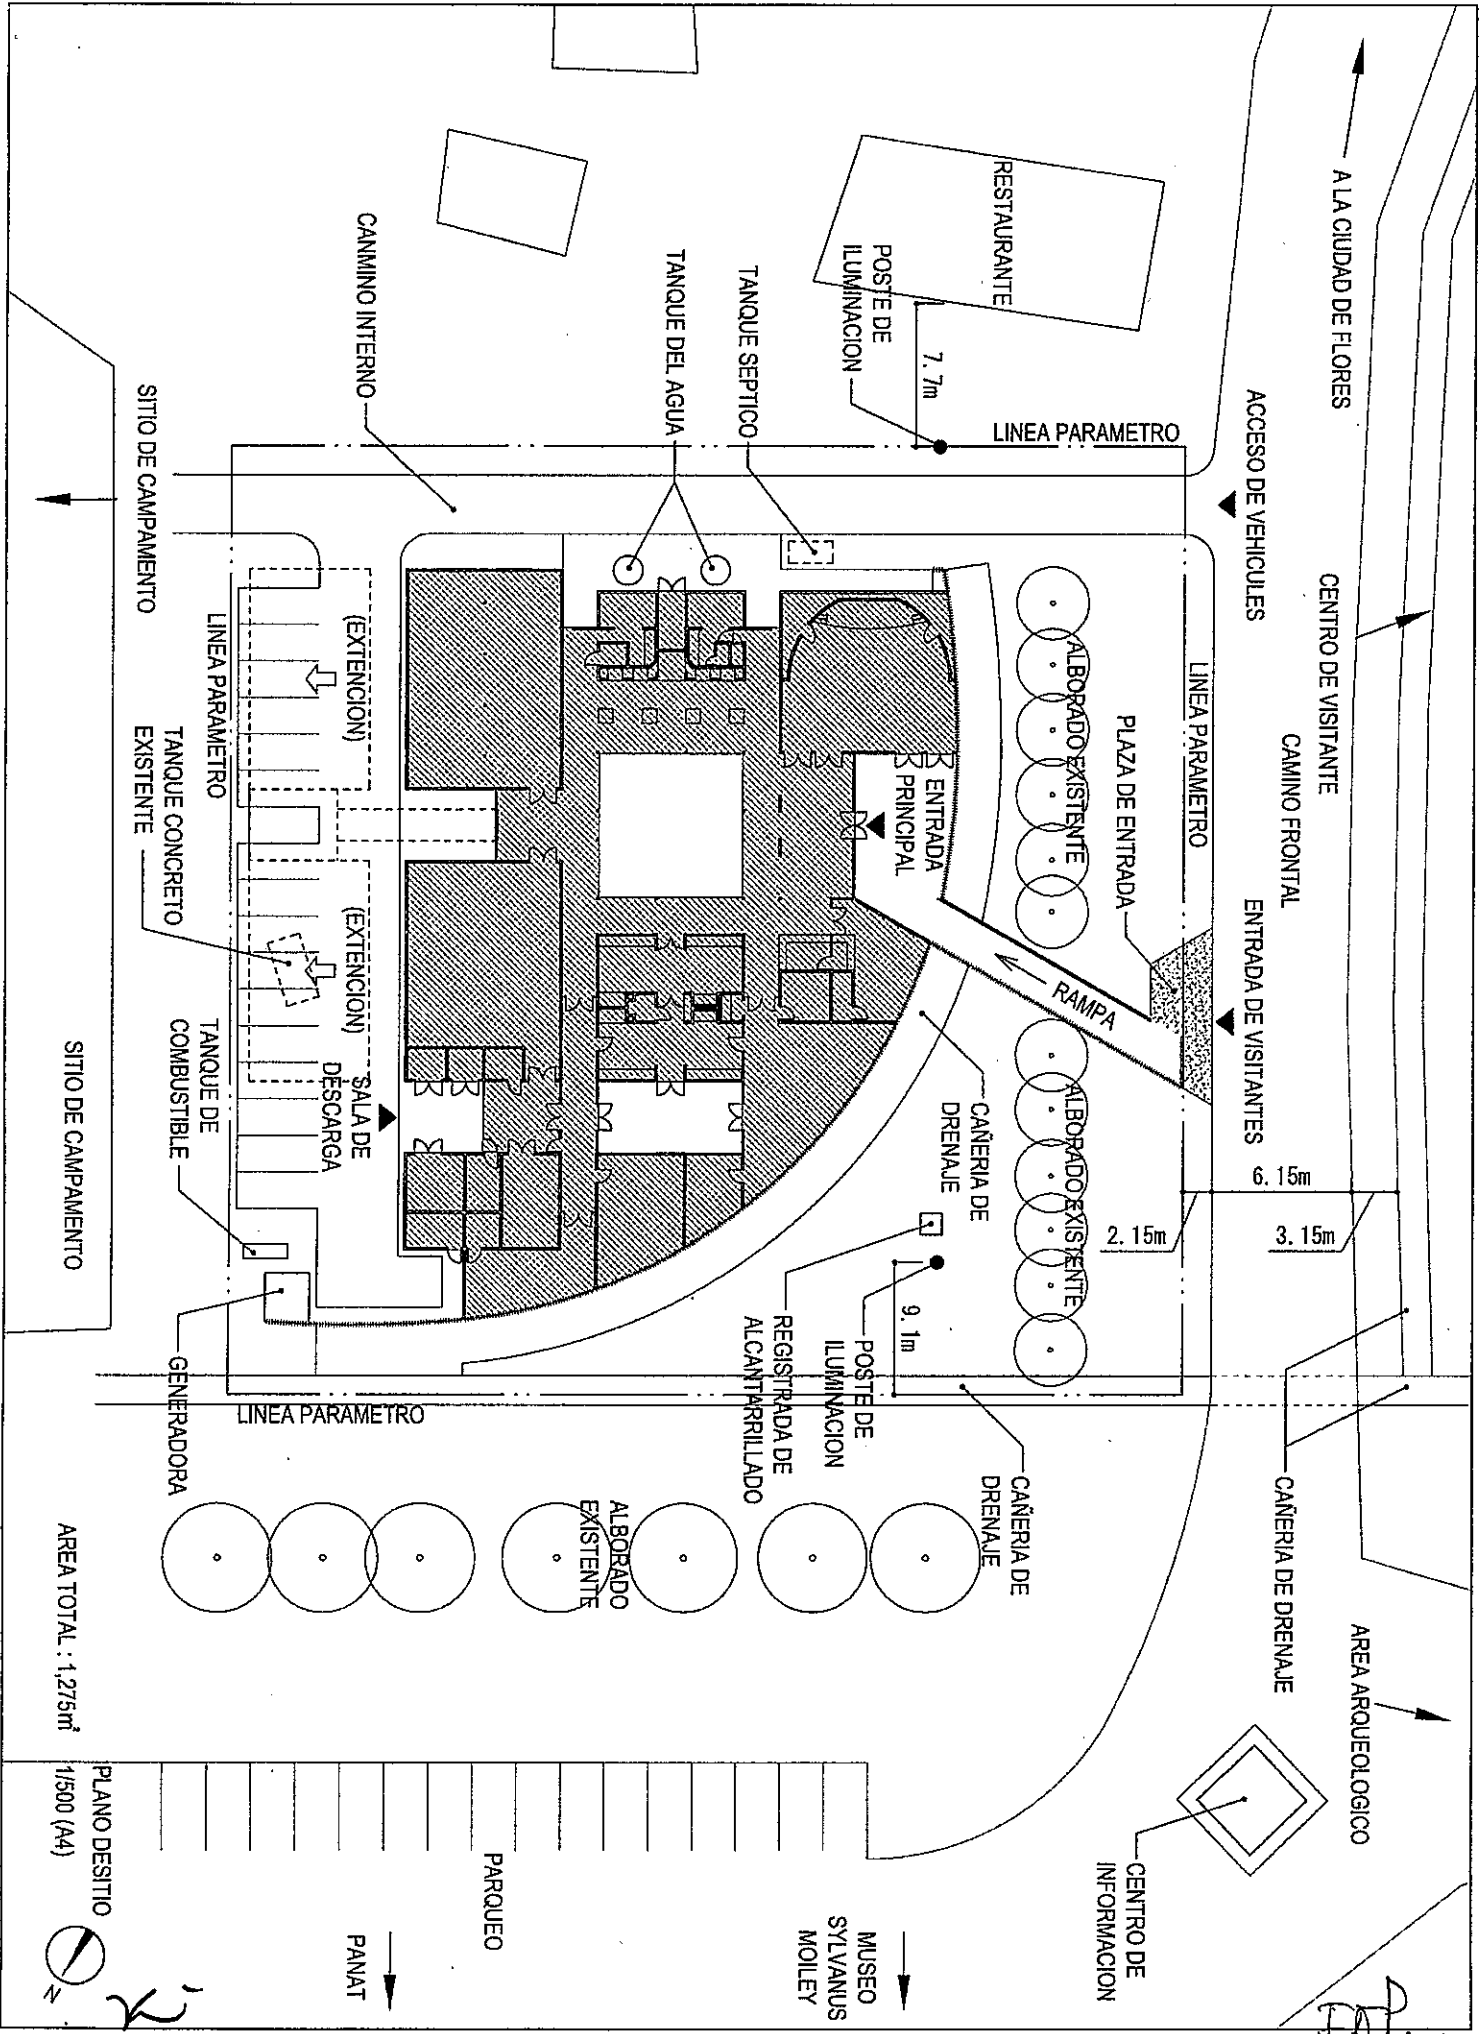 A LA CIUDAD DE FLORES
CENTRO DE VISITANTE
CAMINO FRONTAL
AREA ARQUEOLOGICO
ACCESO DE VEHICULES
ENTRADA DE VISITANTES
6.15m
3.15m
2.15m
CAÑERIA DE DRENAJE
CENTRO DE
INFORMACION
LINEA PARAMETRO
PLAZA DE ENTRADA
ALBORADO EXISTENTE
ALBORADO EXISTENTE
RESTAURANTE
LINEA PARAMETRO
7.7m
POSTE DE
ILUMINACION
RAMPA
CAÑERIA DE
DRENAJE
CAÑERIA DE
DRENAJE
ENTRADA
PRINCIPAL
9.1m
POSTE DE
ILUMINACION
REGISTRADA DE
ALCANTARRILLADO
MUSEO
SYLVANUS
MOILEY
TANQUE SEPTICO
TANQUE DEL AGUA
ALBORADO
EXISTENTE
CANMINO INTERNO
(EXTENCION)
(EXTENCION)
SALA DE
DESCARGA
PARQUEO
PANAT
LINEA PARAMETRO
LINEA PARAMETRO
TANQUE CONCRETO
EXISTENTE
TANQUE DE
COMBUSTIBLE
GENERADORA
SITIO DE CAMPAMENTO
SITIO DE CAMPAMENTO
AREA TOTAL : 1,275m²
PLANO DESITIO
1/500 (A4)
N